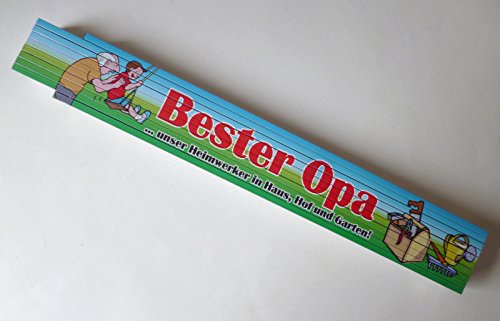 Bester Opa
... unser Heimwerker in Haus, Hof und Garten!